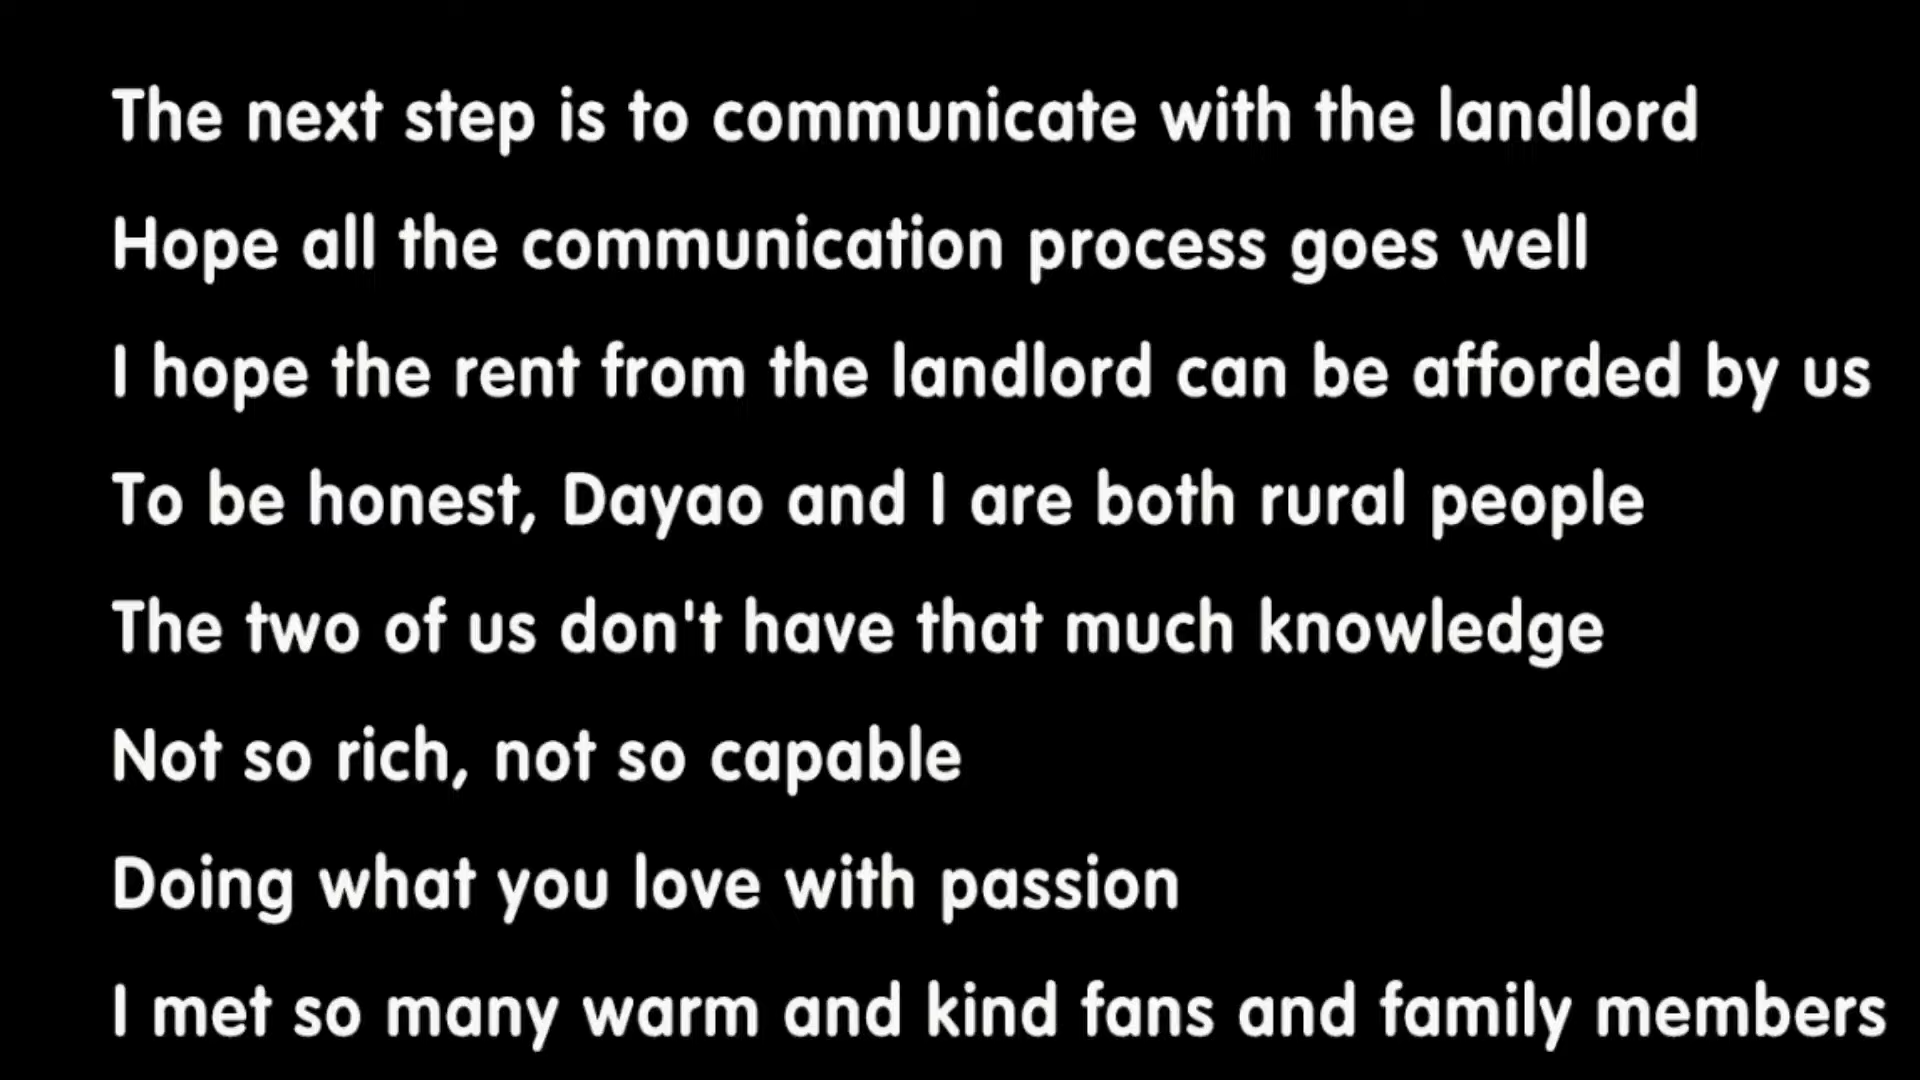 The next step is to communicate with the landlord
Hope all the communication process goes well
I hope the rent from the landlord can be afforded by us
To be honest, Dayao and I are both rural people
The two of us don't have that much knowledge
Not so rich, not so capable
Doing what you love with passion
I met so many warm and kind fans and family members